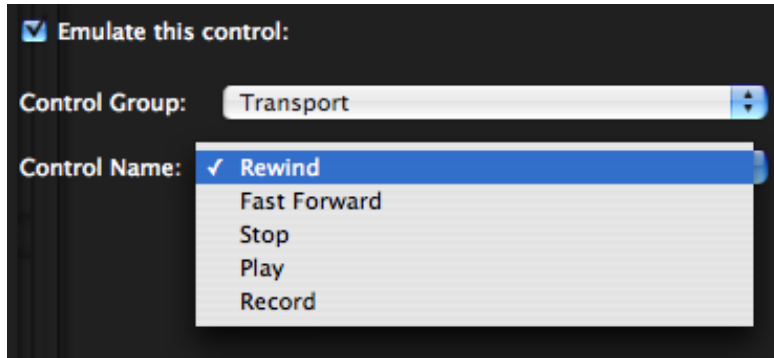 Emulate this control:
Control Group: Transport
Control Name: ✓ Rewind
Fast Forward
Stop
Play
Record